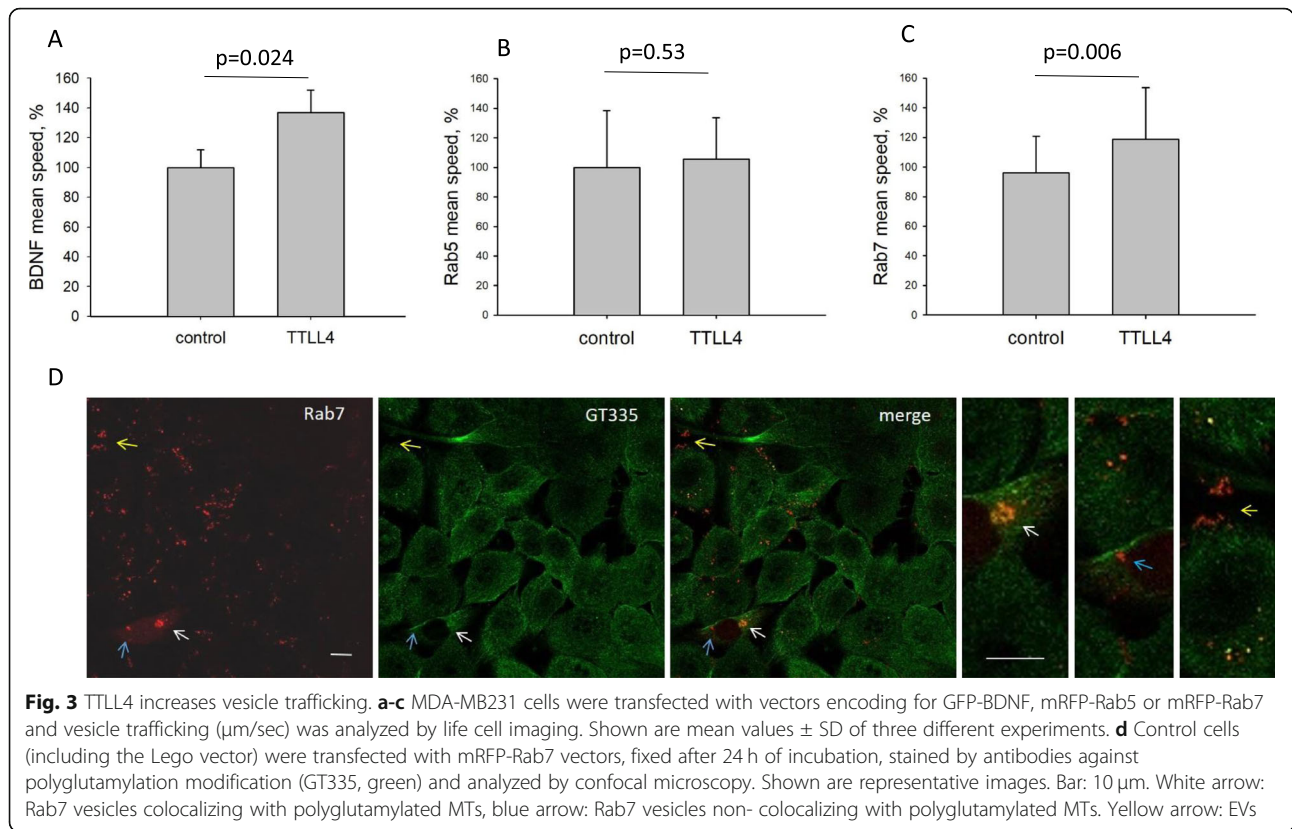 A
p=0.024
BDNF mean speed, %
160
140
120
100
80
60
40
20
0
control
TTLL4
B
p=0.53
Rab5 mean speed, %
160
140
120
100
80
60
40
20
0
control
TTLL4
C
p=0.006
Rab7 mean speed, %
160
140
120
100
80
60
40
20
0
control
TTLL4
D
Rab7
GT335
merge
Fig. 3 TTLL4 increases vesicle trafficking. a-c MDA-MB231 cells were transfected with vectors encoding for GFP-BDNF, mRFP-Rab5 or mRFP-Rab7
and vesicle trafficking (μm/sec) was analyzed by life cell imaging. Shown are mean values ± SD of three different experiments. d Control cells
(including the Lego vector) were transfected with mRFP-Rab7 vectors, fixed after 24 h of incubation, stained by antibodies against
polyglutamylation modification (GT335, green) and analyzed by confocal microscopy. Shown are representative images. Bar: 10 μm. White arrow:
Rab7 vesicles colocalizing with polyglutamylated MTs, blue arrow: Rab7 vesicles non- colocalizing with polyglutamylated MTs. Yellow arrow: EVs